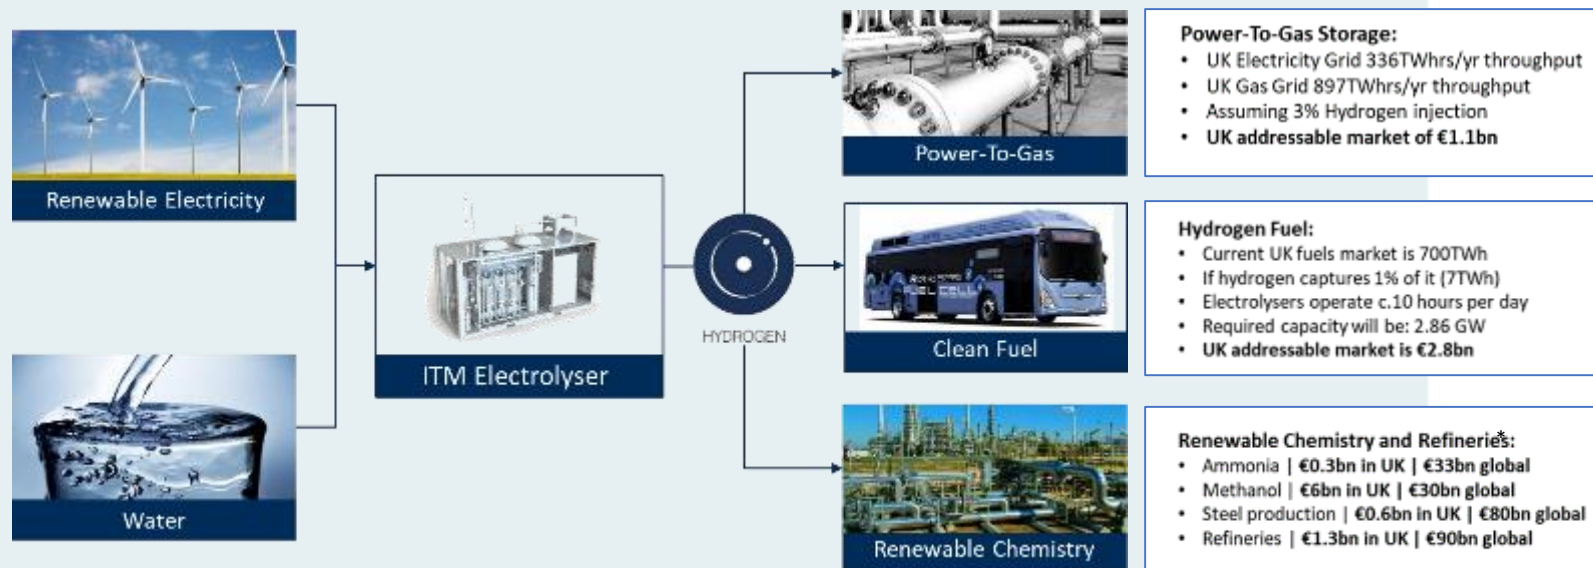 Renewable Electricity
Water
ITM Electrolyser
HYDROGEN
Power-To-Gas
FUEL CELL
Clean Fuel
Renewable Chemistry
Power-To-Gas Storage:
• UK Electricity Grid 336TWhrs/yr throughput
• UK Gas Grid 897TWhrs/yr throughput
• Assuming 3% Hydrogen injection
• UK addressable market of €1.1bn
Hydrogen Fuel:
• Current UK fuels market is 700TWh
• If hydrogen captures 1% of it (7TWh)
• Electrolysers operate c.10 hours per day
• Required capacity will be: 2.86 GW
• UK addressable market is €2.8bn
Renewable Chemistry and Refineries:*
• Ammonia | €0.3bn in UK | €33bn global
• Methanol | €6bn in UK | €30bn global
• Steel production | €0.6bn in UK | €80bn global
• Refineries | €1.3bn in UK | €90bn global